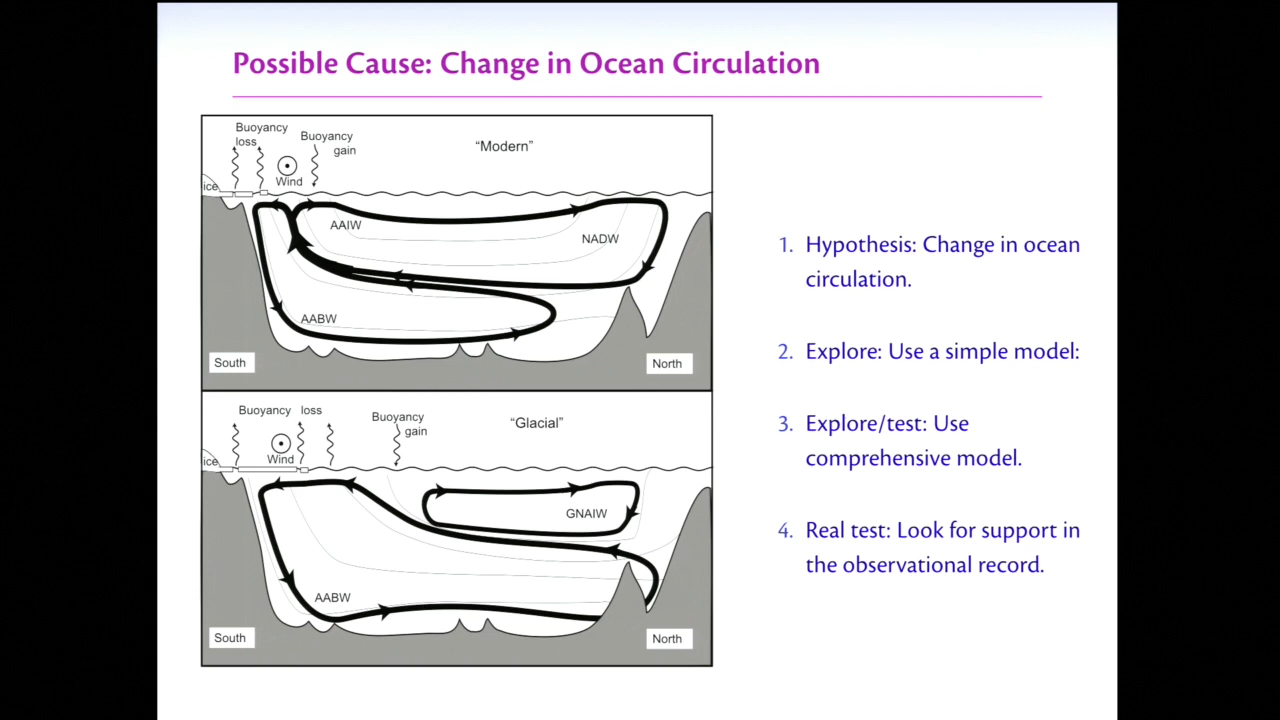 Possible Cause: Change in Ocean Circulation
Buoyancy
loss
Buoyancy
gain
"Modern"
ice
Wind
AAIW
NADW
AABW
South
North
Buoyancy loss
Buoyancy
gain
"Glacial"
Wind
ice
GNAIW
AABW
South
North
1. Hypothesis: Change in ocean
circulation.
2. Explore: Use a simple model:
3. Explore/test: Use
comprehensive model.
4. Real test: Look for support in
the observational record.